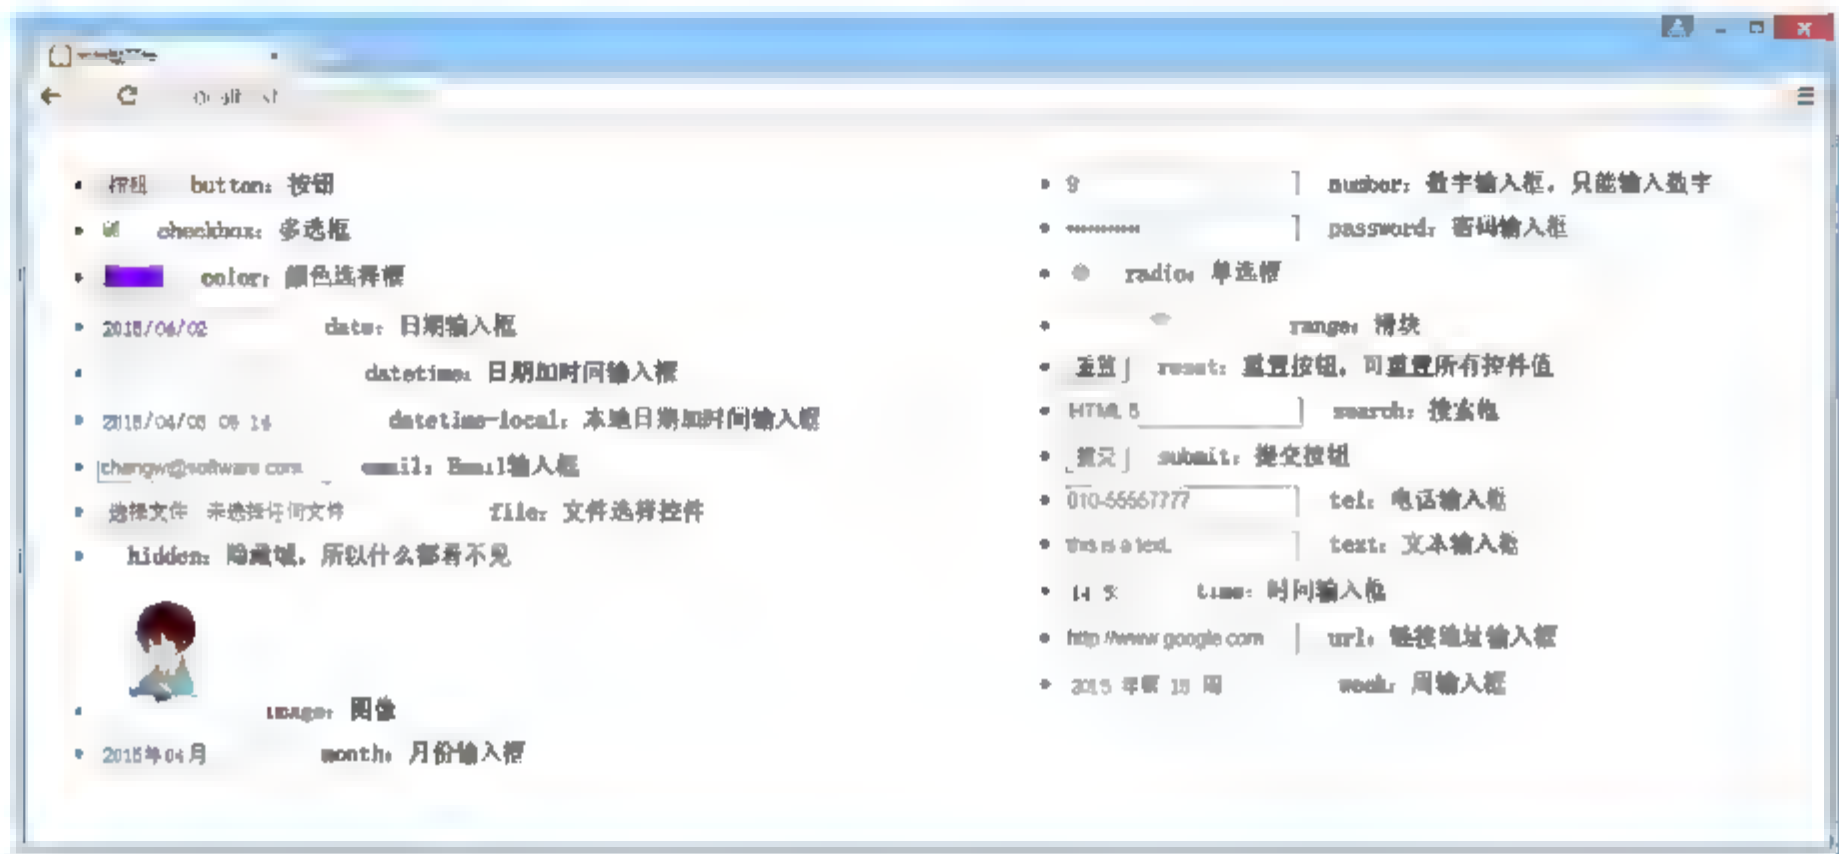 按钮 button: 按钮
checkbox: 多选框
color: 颜色选择框
2015/04/02 date: 日期输入框
datetime: 日期加时间输入框
datetime-local: 本地日期加时间输入框
email: Email输入框
选择文件 未选择任何文件 file: 文件选择控件
hidden: 隐藏域，所以什么都看不见
image: 图像
2015年04月 month: 月份输入框
number: 数字输入框，只能输入数字
password: 密码输入框
radio: 单选框
range: 滑块
重置 reset: 重置按钮，可重置所有控件值
HTML 5 search: 搜索框
提交 submit: 提交按钮
tel: 电话输入框
this is a text. text: 文本输入框
time: 时间输入框
http://www.google.com url: 链接地址输入框
2015 年第 15 周 week: 周输入框